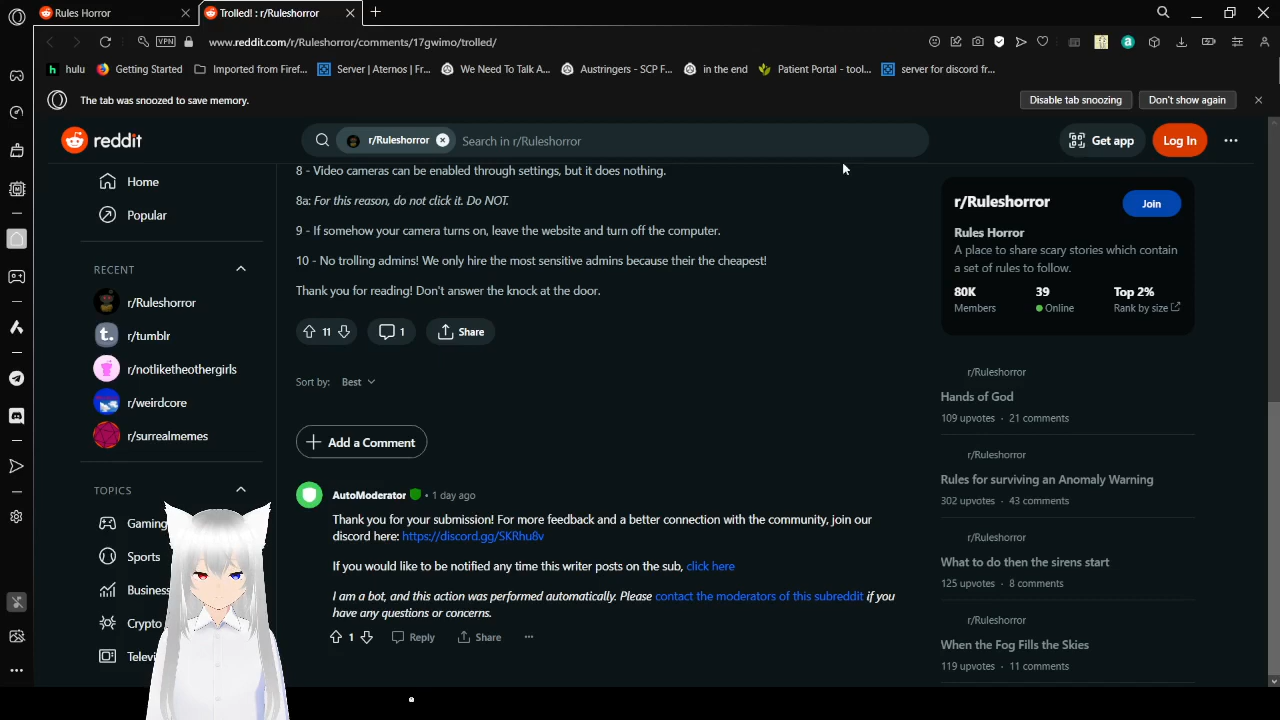 Rules Horror
Trolled! : r/Ruleshorror
VPN
www.reddit.com/r/Ruleshorror/comments/17gwimo/trolled/
hulu
Getting Started
Imported from Firef...
Server | Aternos | Fr...
We Need To Talk A...
Austringers - SCP F...
in the end
Patient Portal - tool...
server for discord fr...
The tab was snoozed to save memory.
Disable tab snoozing
Don't show again
reddit
r/Ruleshorror
Search in r/Ruleshorror
Get app
Log In
Home
Popular
RECENT
r/Ruleshorror
r/tumblr
r/notliketheothergirls
r/weirdcore
r/surrealmemes
TOPICS
Gaming
Sports
Business
Crypto
Televi
8 - Video cameras can be enabled through settings, but it does nothing.
8a: For this reason, do not click it. Do NOT.
9 - If somehow your camera turns on, leave the website and turn off the computer.
10 - No trolling admins! We only hire the most sensitive admins because their the cheapest!
Thank you for reading! Don't answer the knock at the door.
11
1
Share
Sort by: Best
Add a Comment
AutoModerator • 1 day ago
Thank you for your submission! For more feedback and a better connection with the community, join our
discord here: https://discord.gg/SKRhu8v
If you would like to be notified any time this writer posts on the sub, click here
I am a bot, and this action was performed automatically. Please contact the moderators of this subreddit if you
have any questions or concerns.
1
Reply
Share
r/Ruleshorror
Join
Rules Horror
A place to share scary stories which contain
a set of rules to follow.
80K
39
Top 2%
Members
Online
Rank by size
r/Ruleshorror
Hands of God
109 upvotes · 21 comments
r/Ruleshorror
Rules for surviving an Anomaly Warning
302 upvotes · 43 comments
r/Ruleshorror
What to do then the sirens start
125 upvotes · 8 comments
r/Ruleshorror
When the Fog Fills the Skies
119 upvotes · 11 comments